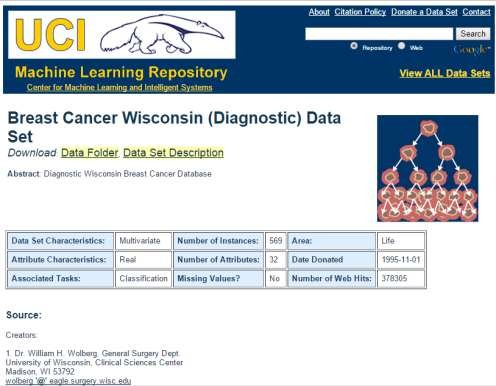 About Citation Policy Donate a Data Set Contact
Search
Repository Web Google™
UCI
Machine Learning Repository
Center for Machine Learning and Intelligent Systems
View ALL Data Sets
Breast Cancer Wisconsin (Diagnostic) Data
Set
Download: Data Folder, Data Set Description
Abstract: Diagnostic Wisconsin Breast Cancer Database
Data Set Characteristics: Multivariate Number of Instances: 569 Area: Life
Attribute Characteristics: Real Number of Attributes: 32 Date Donated 1995-11-01
Associated Tasks: Classification Missing Values? No Number of Web Hits: 378305
Source:
Creators:
1. Dr. William H. Wolberg, General Surgery Dept.
University of Wisconsin, Clinical Sciences Center
Madison, WI 53792
wolberg '@' eagle.surgery.wisc.edu